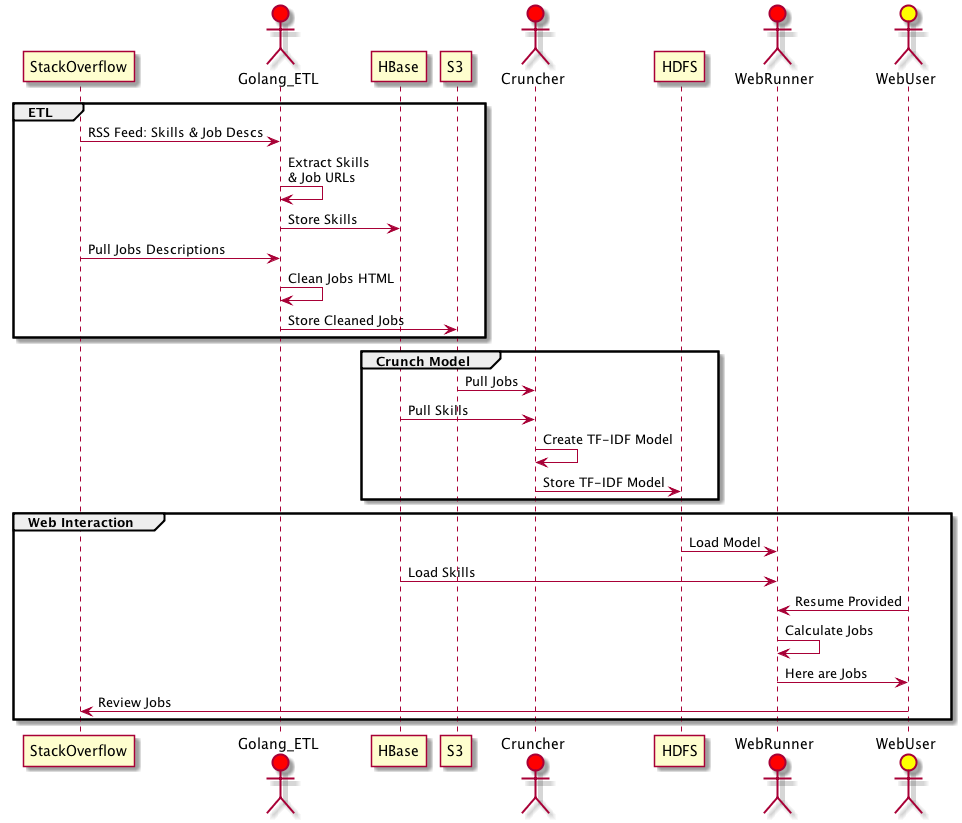 StackOverflow
Golang_ETL
HBase
S3
Cruncher
HDFS
WebRunner
WebUser
ETL
RSS Feed: Skills & Job Descs
Extract Skills
& Job URLs
Store Skills
Pull Jobs Descriptions
Clean Jobs HTML
Store Cleaned Jobs
Crunch Model
Pull Jobs
Pull Skills
Create TF-IDF Model
Store TF-IDF Model
Web Interaction
Load Model
Load Skills
Resume Provided
Calculate Jobs
Here are Jobs
Review Jobs
StackOverflow
Golang_ETL
HBase
S3
Cruncher
HDFS
WebRunner
WebUser